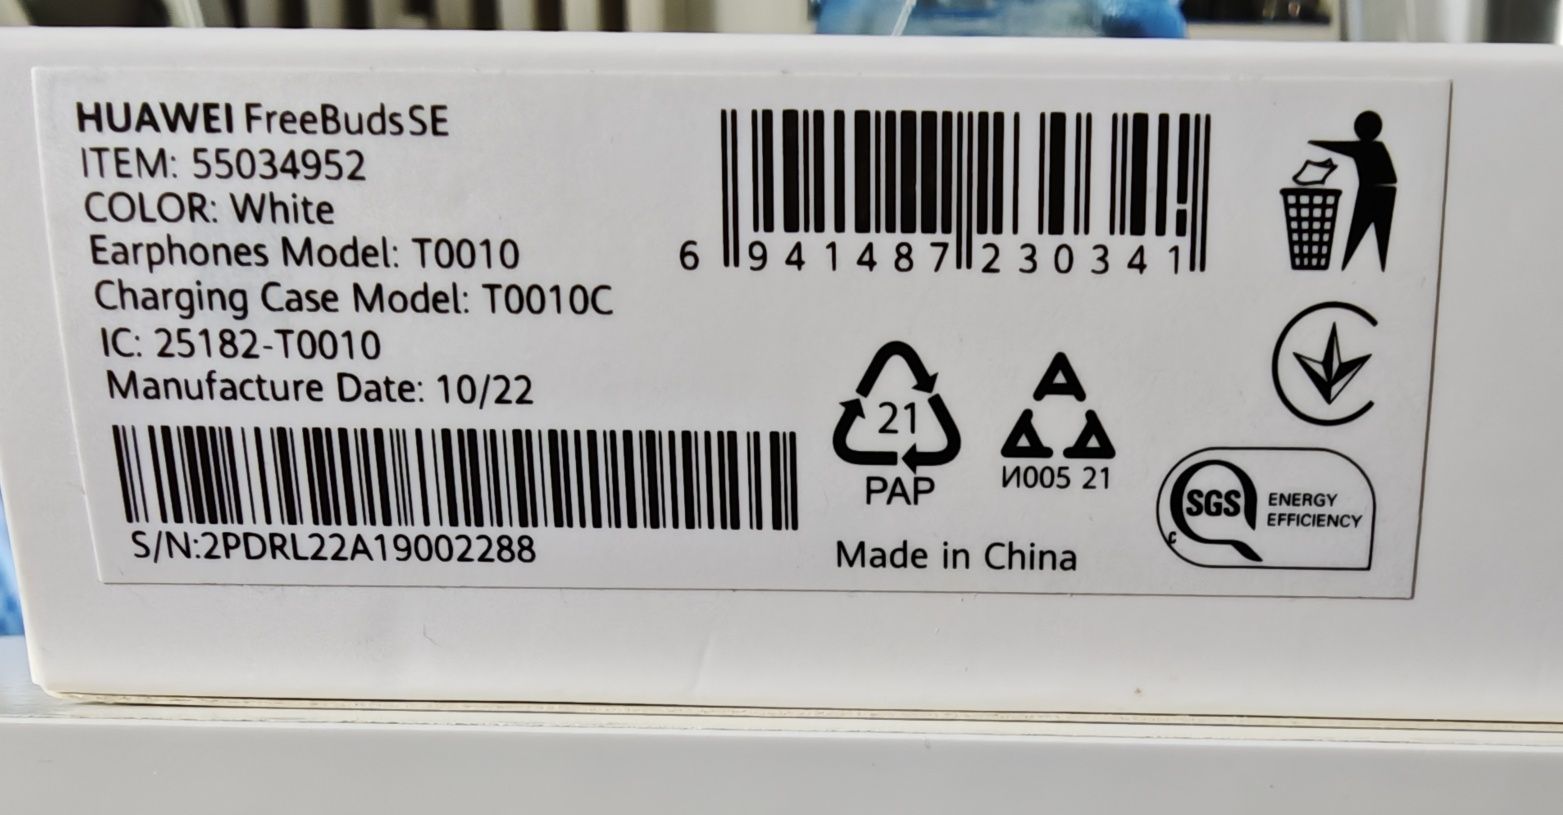 HUAWEI FreeBuds SE
ITEM: 55034952
COLOR: White
Earphones Model: T0010
Charging Case Model: T0010C
IC: 25182-T0010
Manufacture Date: 10/22
S/N:2PDRL22A19002288
6 941487 230341
21
PAP
И005 21
Made in China
SGS
ENERGY
EFFICIENCY
c